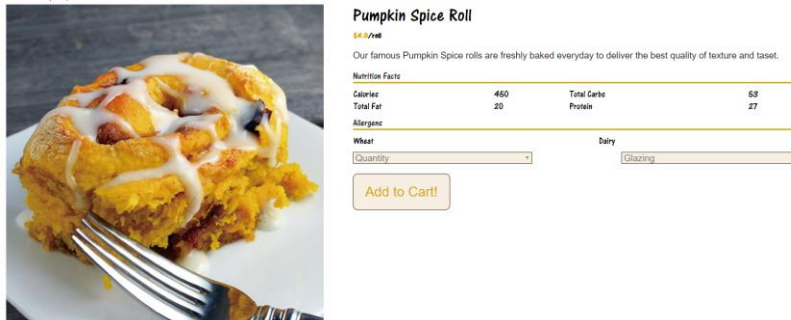 Pumpkin Spice Roll
$4.0/roll
Our famous Pumpkin Spice rolls are freshly baked everyday to deliver the best quality of texture and taset.
Nutrition Facts
Calories 460 Total Carbs 53
Total Fat 20 Protein 27
Allergens
Wheat Dairy
Quantity Glazing
Add to Cart!